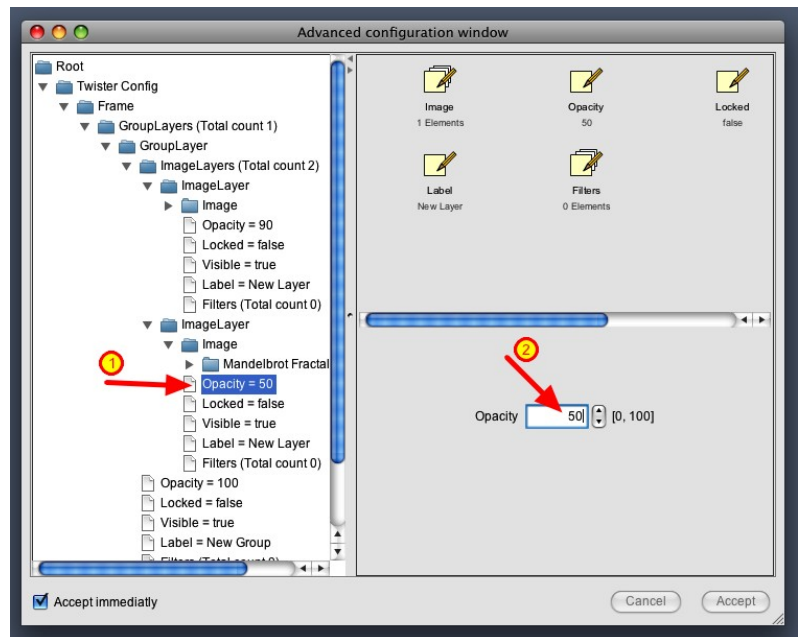 Advanced configuration window
Root
Twister Config
Frame
GroupLayers (Total count 1)
GroupLayer
ImageLayers (Total count 2)
ImageLayer
Image
Opacity = 90
Locked = false
Visible = true
Label = New Layer
Filters (Total count 0)
ImageLayer
Image
Mandelbrot Fractal
1
Opacity = 50
Locked = false
Visible = true
Label = New Layer
Filters (Total count 0)
Opacity = 100
Locked = false
Visible = true
Label = New Group
Filters (Total count 0)
Image Opacity Locked
1 Elements 50 false
Label Filters
New Layer 0 Elements
2
Opacity 50 [0, 100]
Accept immediatly
Cancel Accept